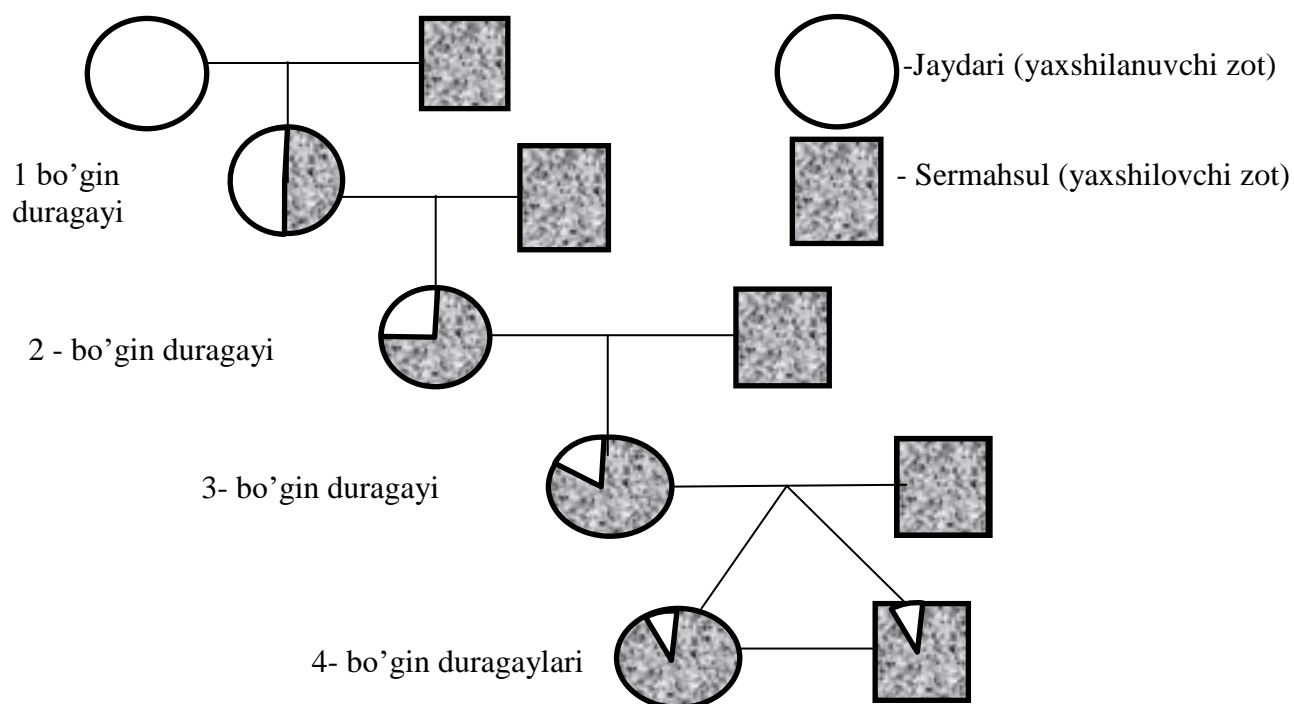 -Jaydari (yaxshilanuvchi zot)
1 bo’gin
duragayi
- Sermahsul (yaxshilovchi zot)
2 - bo’gin duragayi
3- bo’gin duragayi
4- bo’gin duragaylari